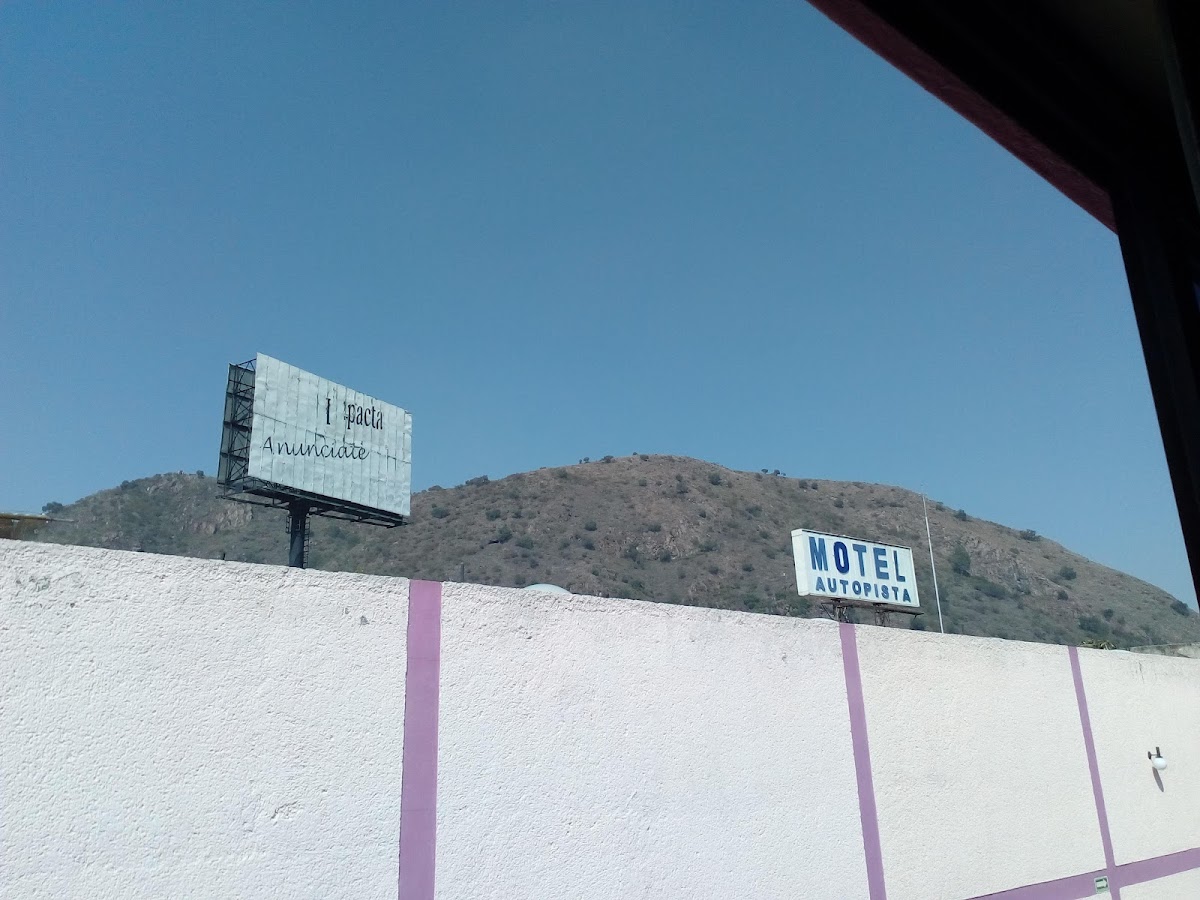 I pacta
Anunciate
MOTEL
AUTOPISTA